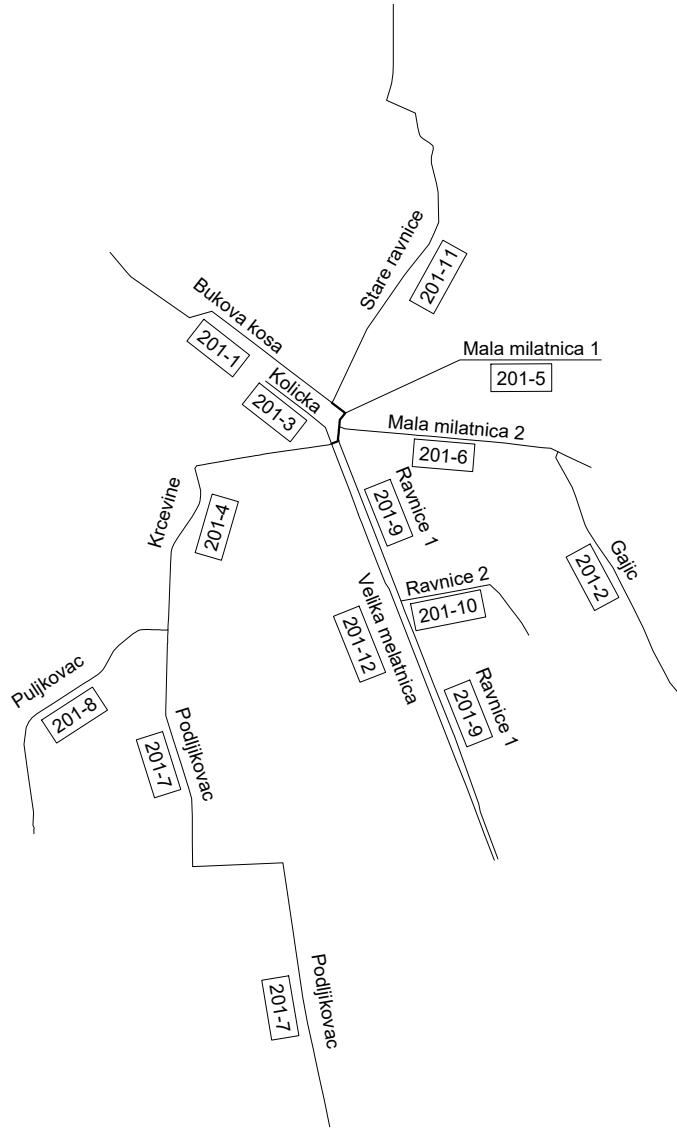 Stare ravnice
201-11
Bukova kosa
201-1
Kolicka
201-3
Mala milatnica 1
201-5
Mala milatnica 2
201-6
Krcevine
201-4
Ravnice 1
201-9
Gajic
201-2
Ravnice 2
201-10
Velika melatnica
201-12
Puljkovac
201-8
Podljikovac
201-7
Ravnice 1
201-9
Podljikovac
201-7